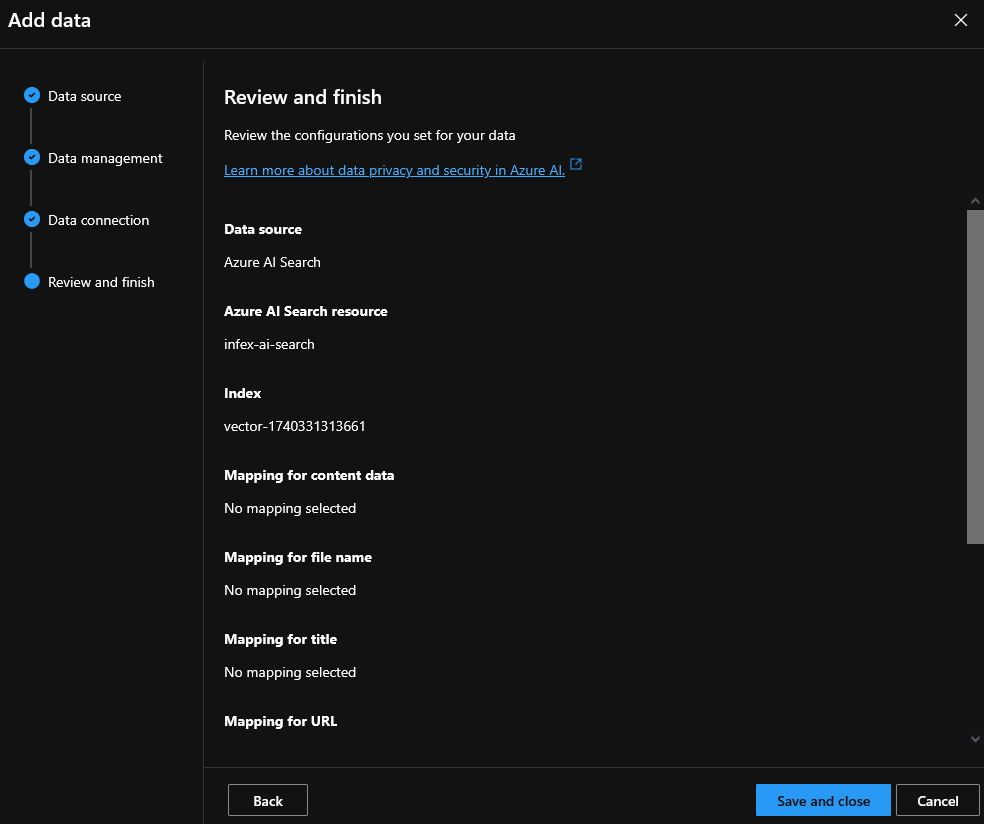 Add data
Data source
Data management
Data connection
Review and finish
Review and finish
Review the configurations you set for your data
Learn more about data privacy and security in Azure AI.
Data source
Azure AI Search
Azure AI Search resource
infex-ai-search
Index
vector-1740331313661
Mapping for content data
No mapping selected
Mapping for file name
No mapping selected
Mapping for title
No mapping selected
Mapping for URL
Back
Save and close
Cancel